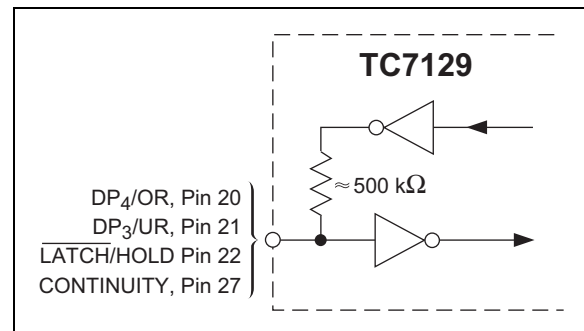 TC7129
≈ 500 kΩ
DP4/OR, Pin 20
DP3/UR, Pin 21
LATCH/HOLD Pin 22
CONTINUITY, Pin 27